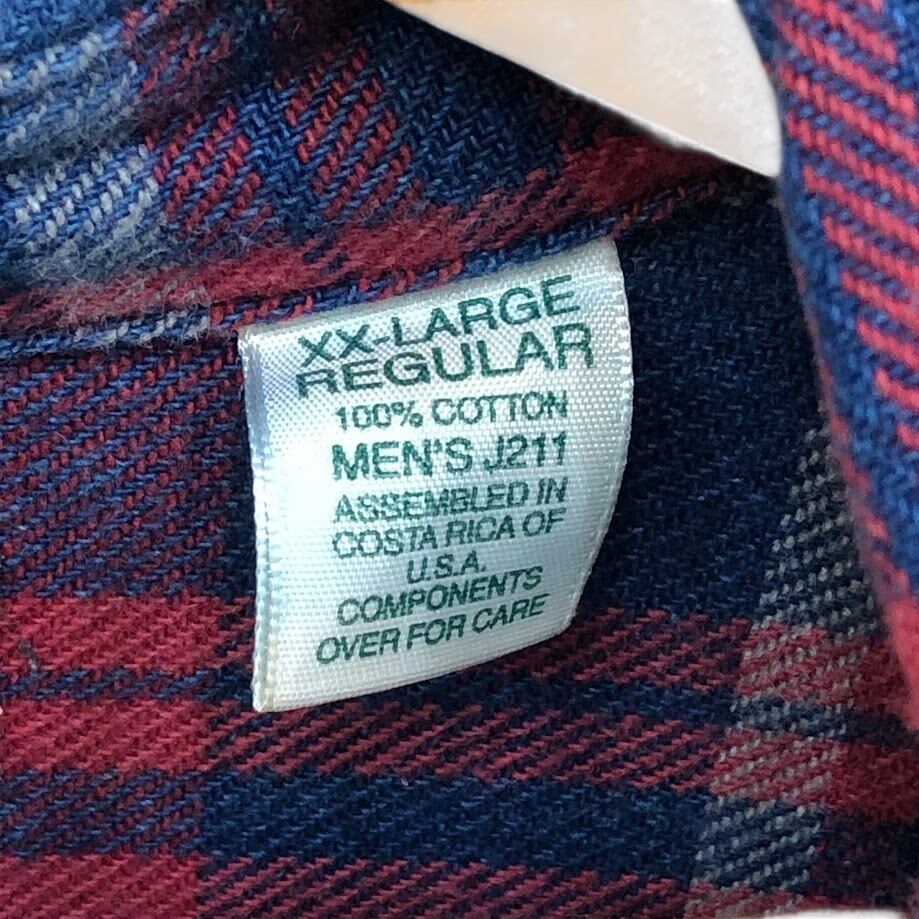 XX-LARGE
REGULAR
100% COTTON
MEN'S J211
ASSEMBLED IN
COSTA RICA OF
U.S.A.
COMPONENTS
OVER FOR CARE